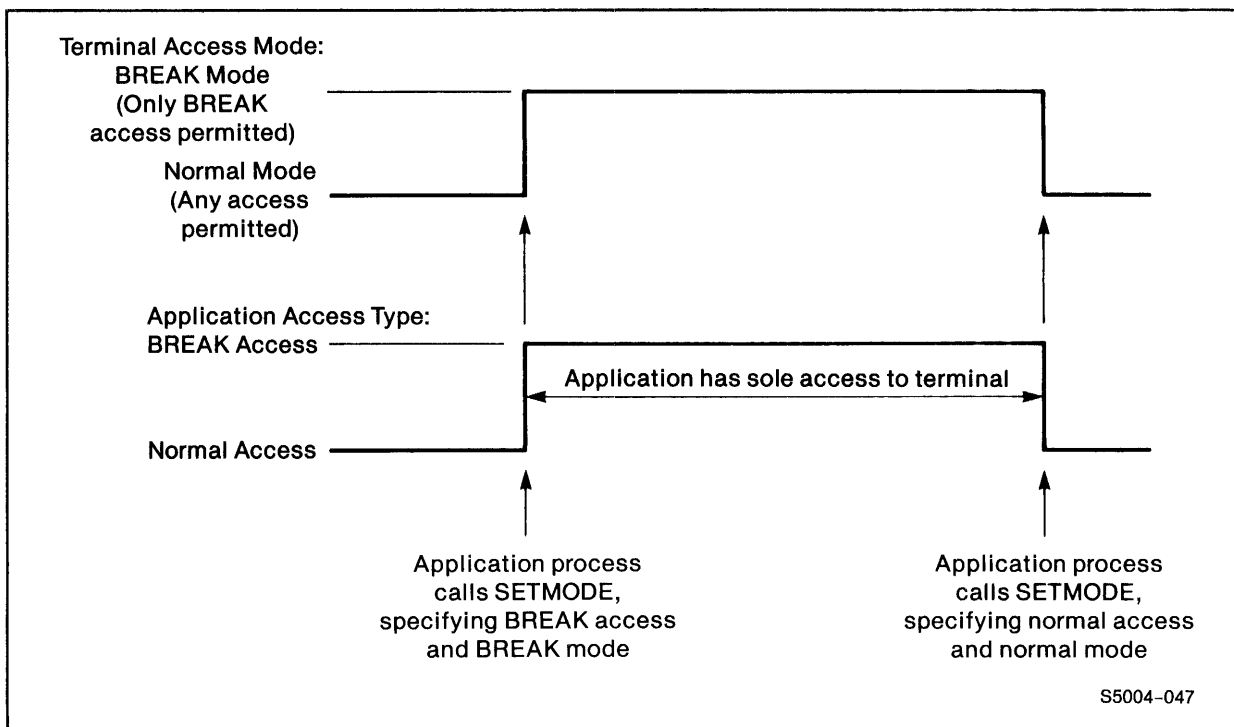 Terminal Access Mode:
BREAK Mode
(Only BREAK
access permitted)
Normal Mode
(Any access
permitted)
Application Access Type:
BREAK Access
Application has sole access to terminal
Normal Access
Application process
calls SETMODE,
specifying BREAK access
and BREAK mode
Application process
calls SETMODE,
specifying normal access
and normal mode
S5004-047